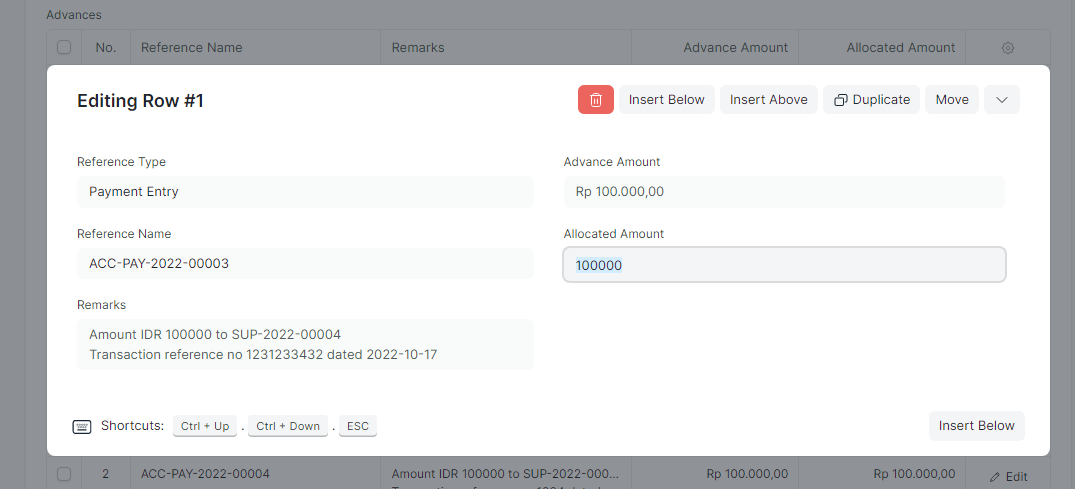 Advances
No. Reference Name Remarks Advance Amount Allocated Amount
Editing Row #1
Insert Below Insert Above Duplicate Move
Reference Type
Payment Entry
Advance Amount
Rp 100.000,00
Reference Name
ACC-PAY-2022-00003
Allocated Amount
100000
Remarks
Amount IDR 100000 to SUP-2022-00004
Transaction reference no 1231233432 dated 2022-10-17
Shortcuts: Ctrl + Up . Ctrl + Down . ESC
Insert Below
2 ACC-PAY-2022-00004 Amount IDR 100000 to SUP-2022-000... Rp 100.000,00 Rp 100.000,00 Edit